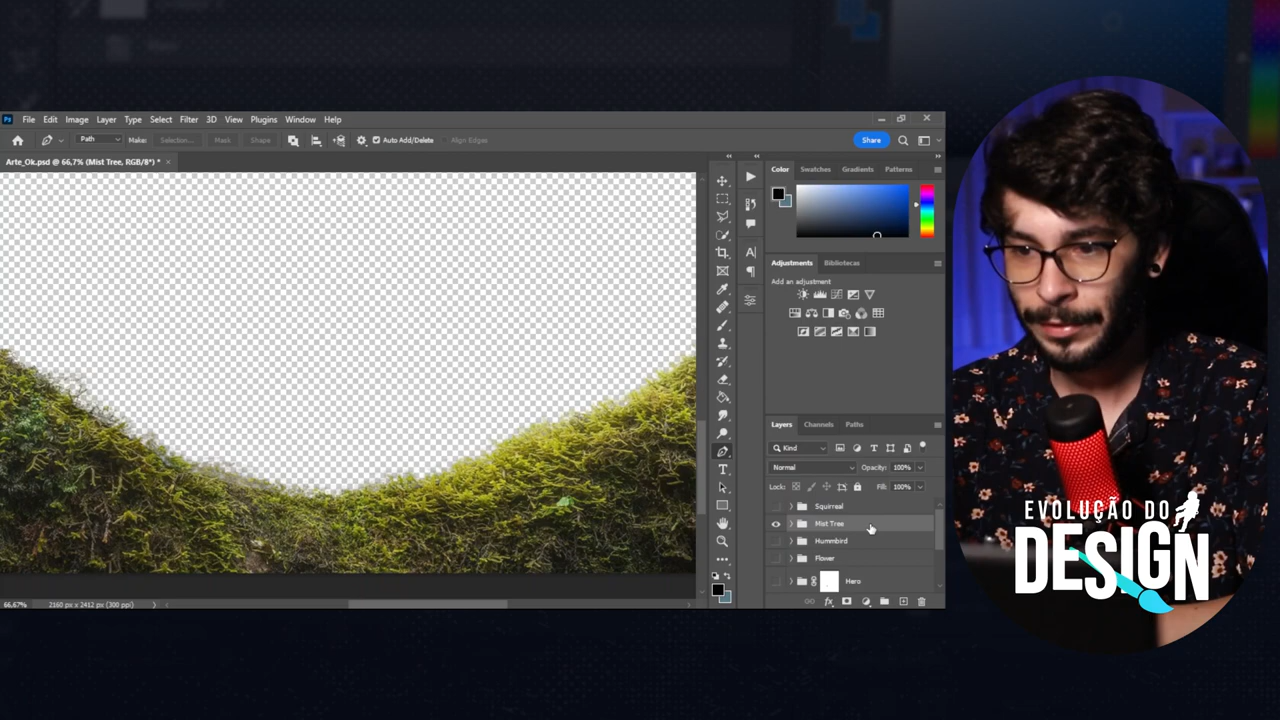 Ps File Edit Image Layer Type Select Filter 3D View Plugins Window Help
Path Make: Selection... Mask Shape Auto Add/Delete Align Edges Share
Arte_Ok.psd @ 66,7% (Mist Tree, RGB/8*) * ×
Color Swatches Gradients Patterns
Adjustments Bibliotecas
Add an adjustment
Layers Channels Paths
Kind
Normal Opacity: 100%
Lock: Fill: 100%
Squirreal
Mist Tree
Hummbird
Flower
Hero
66.67% 2160 px x 2412 px (300 ppi)
EVOLUÇÃO DO
DESIGN